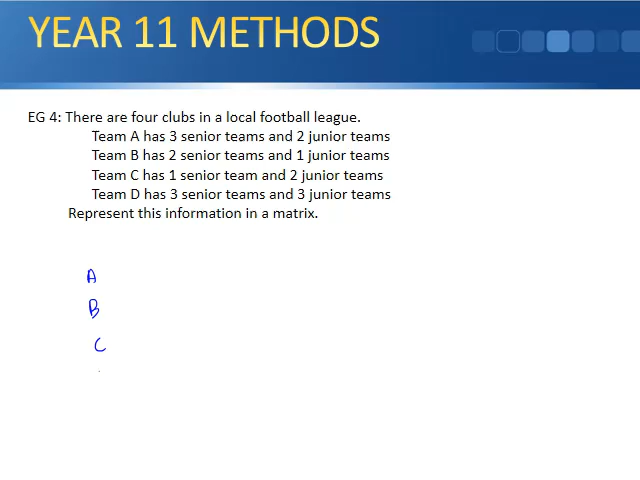 YEAR 11 METHODS
EG 4: There are four clubs in a local football league.
Team A has 3 senior teams and 2 junior teams
Team B has 2 senior teams and 1 junior teams
Team C has 1 senior team and 2 junior teams
Team D has 3 senior teams and 3 junior teams
Represent this information in a matrix.
A
B
C